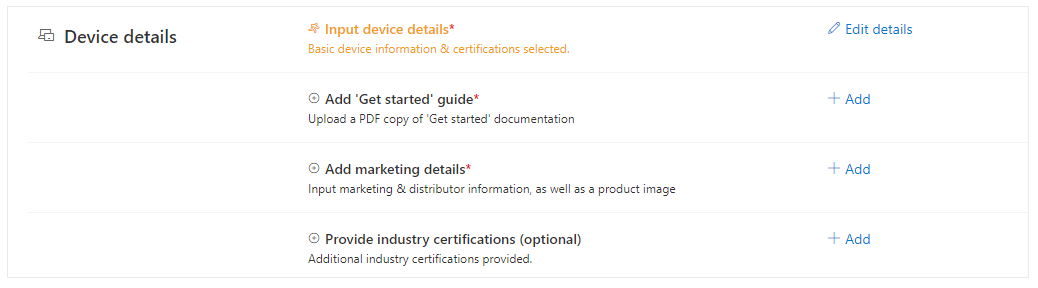 Device details
Input device details*
Basic device information & certifications selected.
Edit details
Add 'Get started' guide*
Upload a PDF copy of 'Get started' documentation
Add
Add marketing details*
Input marketing & distributor information, as well as a product image
Add
Provide industry certifications (optional)
Additional industry certifications provided.
Add